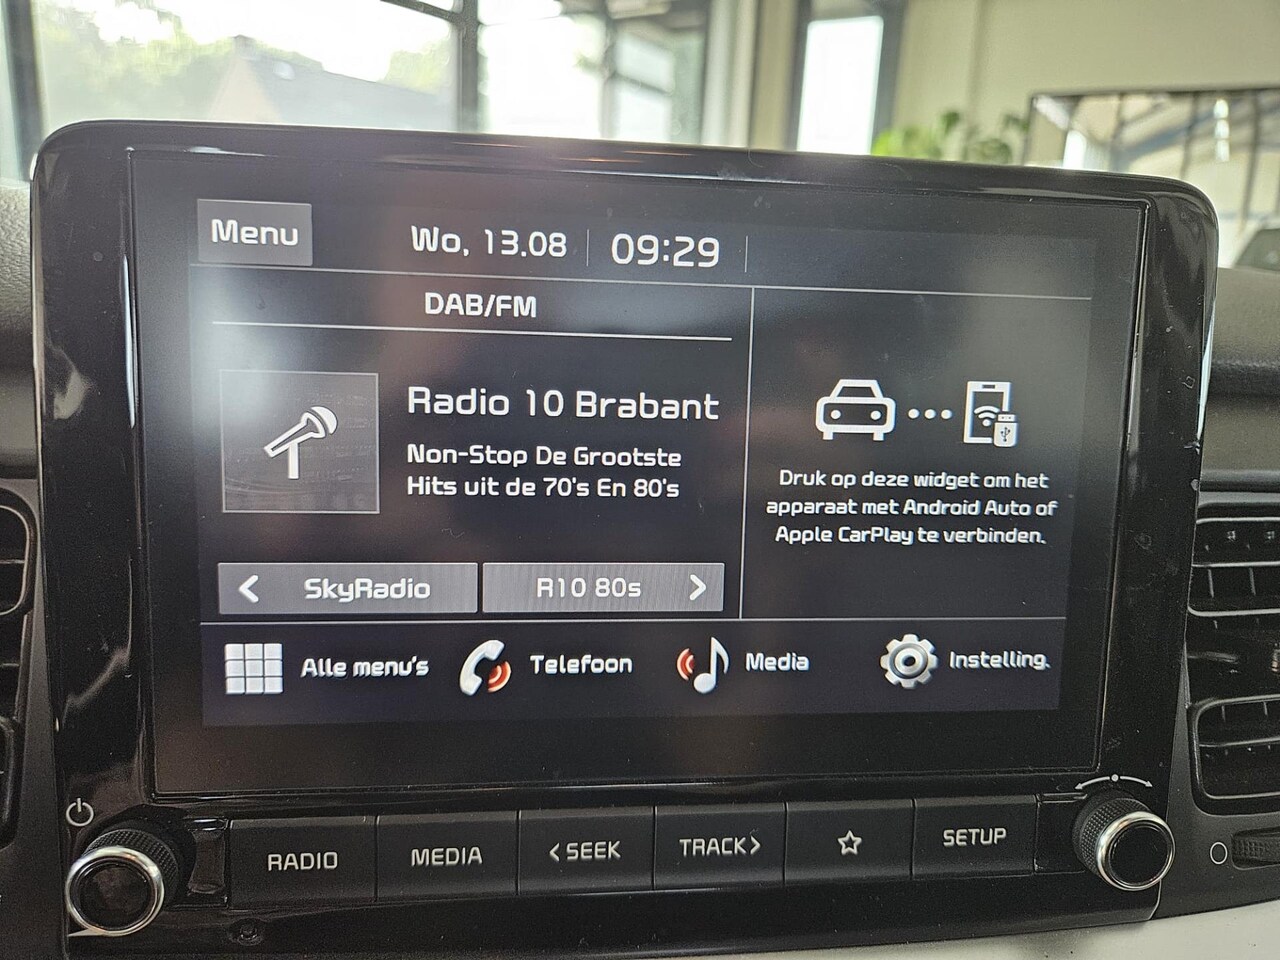 Menu
Wo, 13.08
09:29
DAB/FM
Radio 10 Brabant
Non-Stop De Grootste
Hits uit de 70's En 80's
Druk op deze widget om het
apparaat met Android Auto of
Apple CarPlay te verbinden.
SkyRadio
R10 80s
Alle menu's
Telefoon
Media
Instelling.
RADIO
MEDIA
< SEEK
TRACK >
SETUP